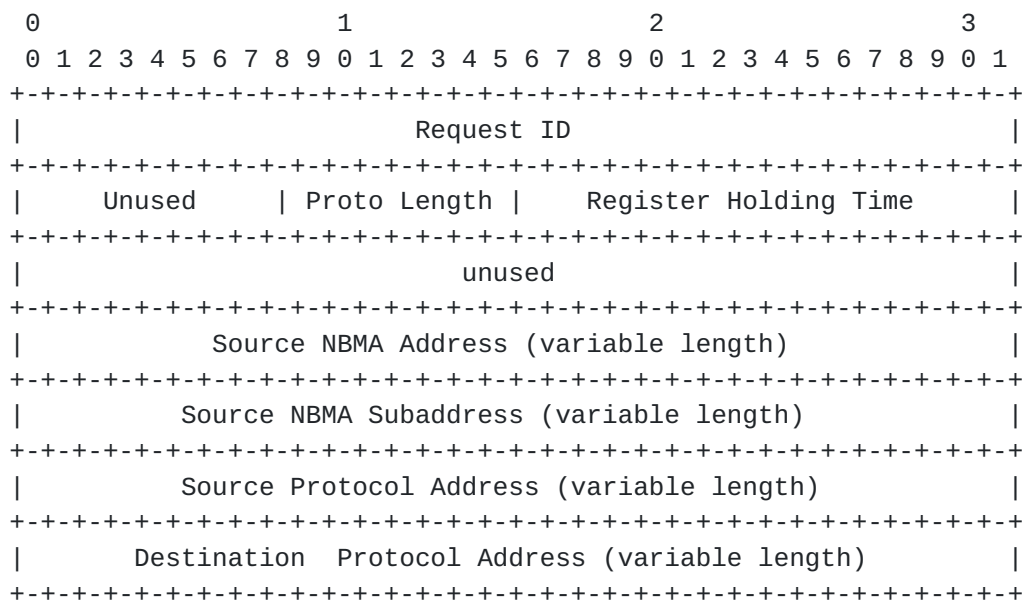 0                   1                   2                   3
 0 1 2 3 4 5 6 7 8 9 0 1 2 3 4 5 6 7 8 9 0 1 2 3 4 5 6 7 8 9 0 1
+-+-+-+-+-+-+-+-+-+-+-+-+-+-+-+-+-+-+-+-+-+-+-+-+-+-+-+-+-+-+-+-+
|                         Request ID                            |
+-+-+-+-+-+-+-+-+-+-+-+-+-+-+-+-+-+-+-+-+-+-+-+-+-+-+-+-+-+-+-+-+
|     Unused     | Proto Length |    Register Holding Time      |
+-+-+-+-+-+-+-+-+-+-+-+-+-+-+-+-+-+-+-+-+-+-+-+-+-+-+-+-+-+-+-+-+
|                            unused                             |
+-+-+-+-+-+-+-+-+-+-+-+-+-+-+-+-+-+-+-+-+-+-+-+-+-+-+-+-+-+-+-+-+
|            Source NBMA Address (variable length)              |
+-+-+-+-+-+-+-+-+-+-+-+-+-+-+-+-+-+-+-+-+-+-+-+-+-+-+-+-+-+-+-+-+
|          Source NBMA Subaddress (variable length)             |
+-+-+-+-+-+-+-+-+-+-+-+-+-+-+-+-+-+-+-+-+-+-+-+-+-+-+-+-+-+-+-+-+
|          Source Protocol Address (variable length)            |
+-+-+-+-+-+-+-+-+-+-+-+-+-+-+-+-+-+-+-+-+-+-+-+-+-+-+-+-+-+-+-+-+
|       Destination  Protocol Address (variable length)         |
+-+-+-+-+-+-+-+-+-+-+-+-+-+-+-+-+-+-+-+-+-+-+-+-+-+-+-+-+-+-+-+-+